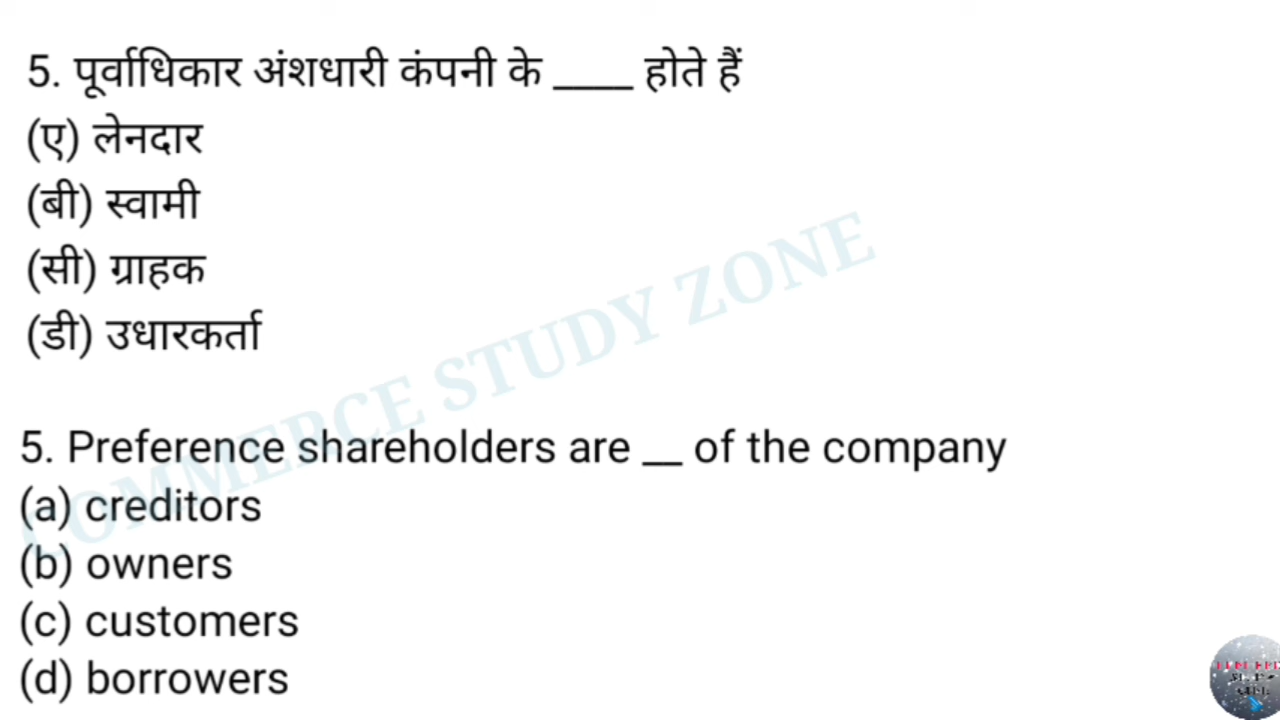 5. पूर्वाधिकार अंशधारी कंपनी के ____ होते हैं
(ए) लेनदार
(बी) स्वामी
(सी) ग्राहक
(डी) उधारकर्ता
COMMERCE STUDY ZONE
5. Preference shareholders are __ of the company
(a) creditors
(b) owners
(c) customers
(d) borrowers